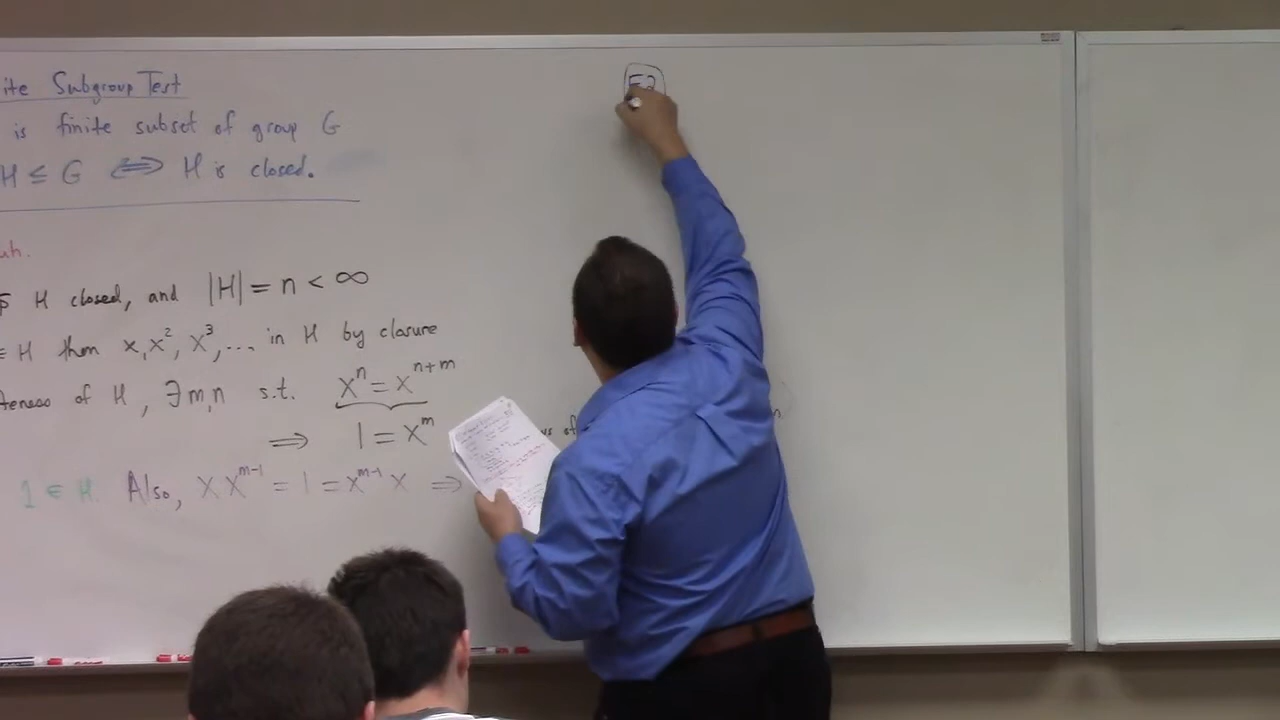 ite Subgroup Test
is finite subset of group G
H ≤ G ⟺ H is closed.
H closed, and |H| = n < ∞
∈ H then x, x², x³, ... in H by closure
teness of H, ∃ m, n s.t. xⁿ = xⁿ⁺ᵐ
⟹ 1 = xᵐ
1 ∈ H. Also, x xᵐ⁻¹ = 1 = xᵐ⁻¹ x ⟹